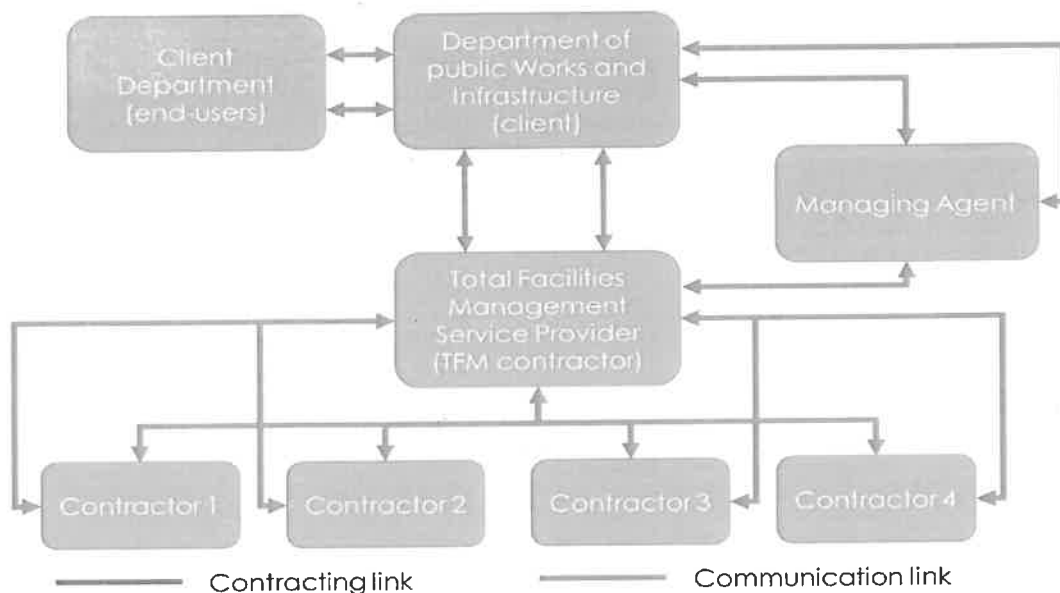 Client
Department
(end-users)
Department of
public Works and
Infrastructure
(client)
Managing Agent
Total Facilities
Management
Service Provider
(TFM contractor)
Contractor 1
Contractor 2
Contractor 3
Contractor 4
Contracting link
Communication link